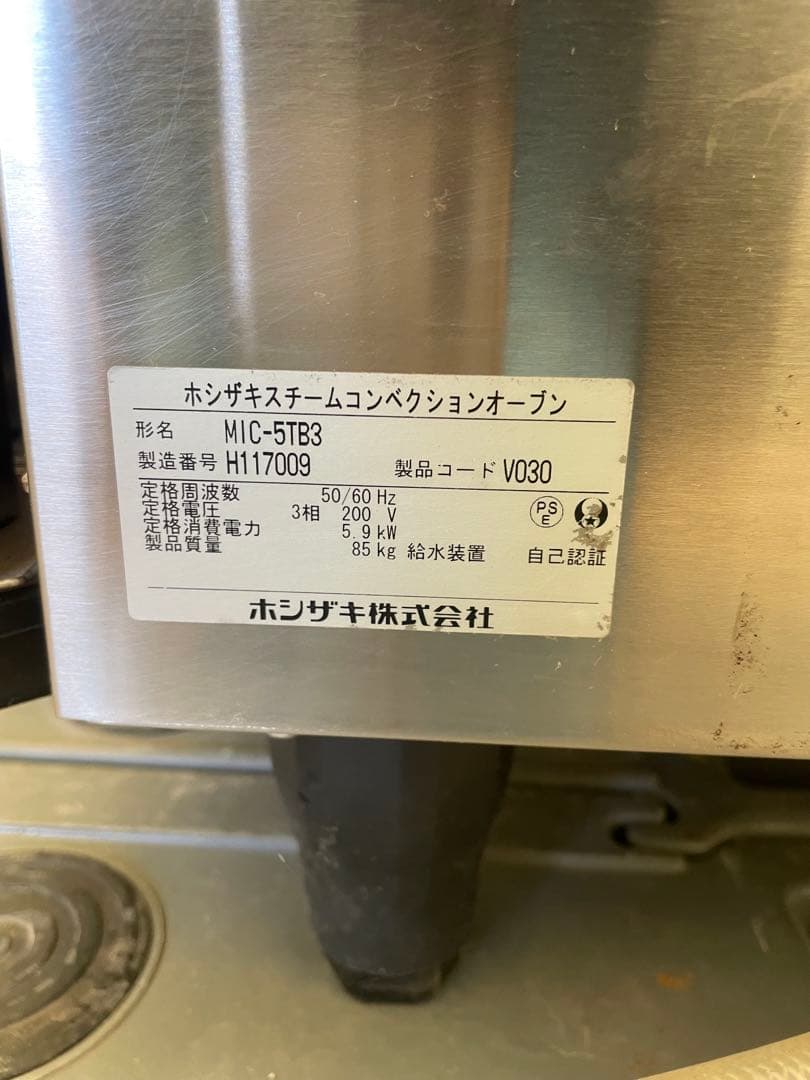 ホシザキスチームコンベクションオーブン
形名 MIC-5TB3
製造番号 H117009 製品コード V030
定格周波数 50/60 Hz
定格電圧 3相 200 V
定格消費電力 5.9 kW
製品質量 85 kg 給水装置 自己認証
PS
E
ホシザキ株式会社